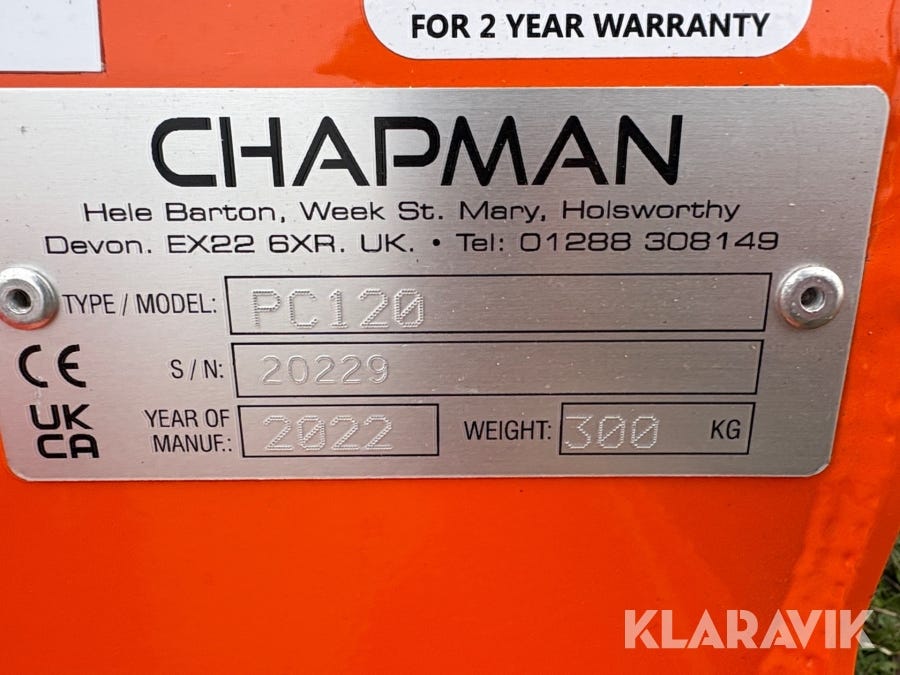 FOR 2 YEAR WARRANTY
CHAPMAN
Hele Barton, Week St. Mary, Holsworthy
Devon. EX22 6XR. UK. • Tel: 01288 308149
TYPE / MODEL: PC120
CE
S / N: 20229
UK
CA
YEAR OF
MANUF.: 2022
WEIGHT: 300 KG
KLARAVIK